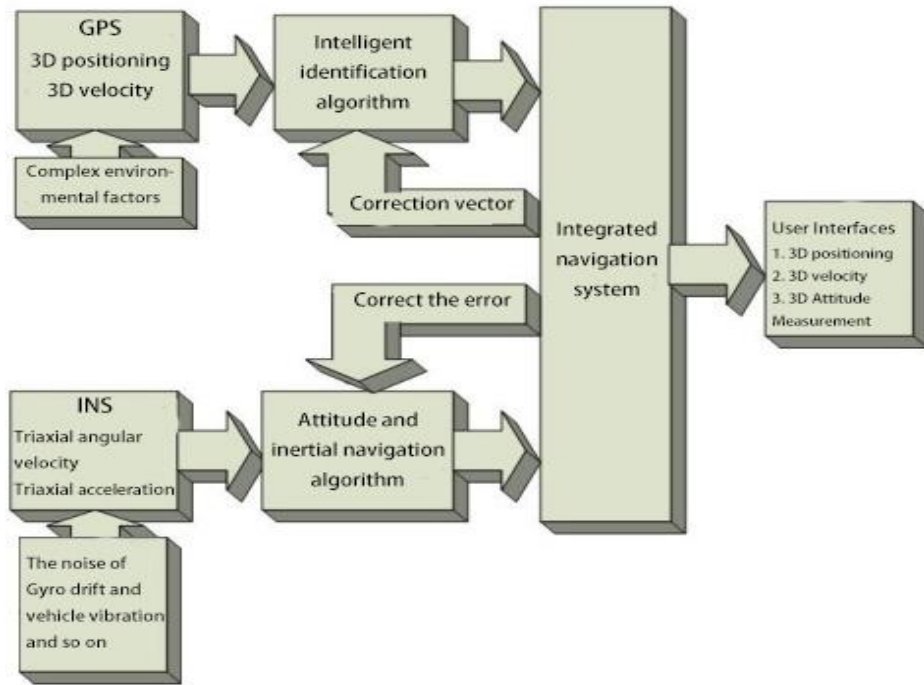 GPS
3D positioning
3D velocity
Complex environ-
mental factors
Intelligent
identification
algorithm
Correction vector
Integrated
navigation
system
User Interfaces
1. 3D positioning
2. 3D velocity
3. 3D Attitude
Measurement
Correct the error
INS
Triaxial angular
velocity
Triaxial acceleration
Attitude and
inertial navigation
algorithm
The noise of
Gyro drift and
vehicle vibration
and so on